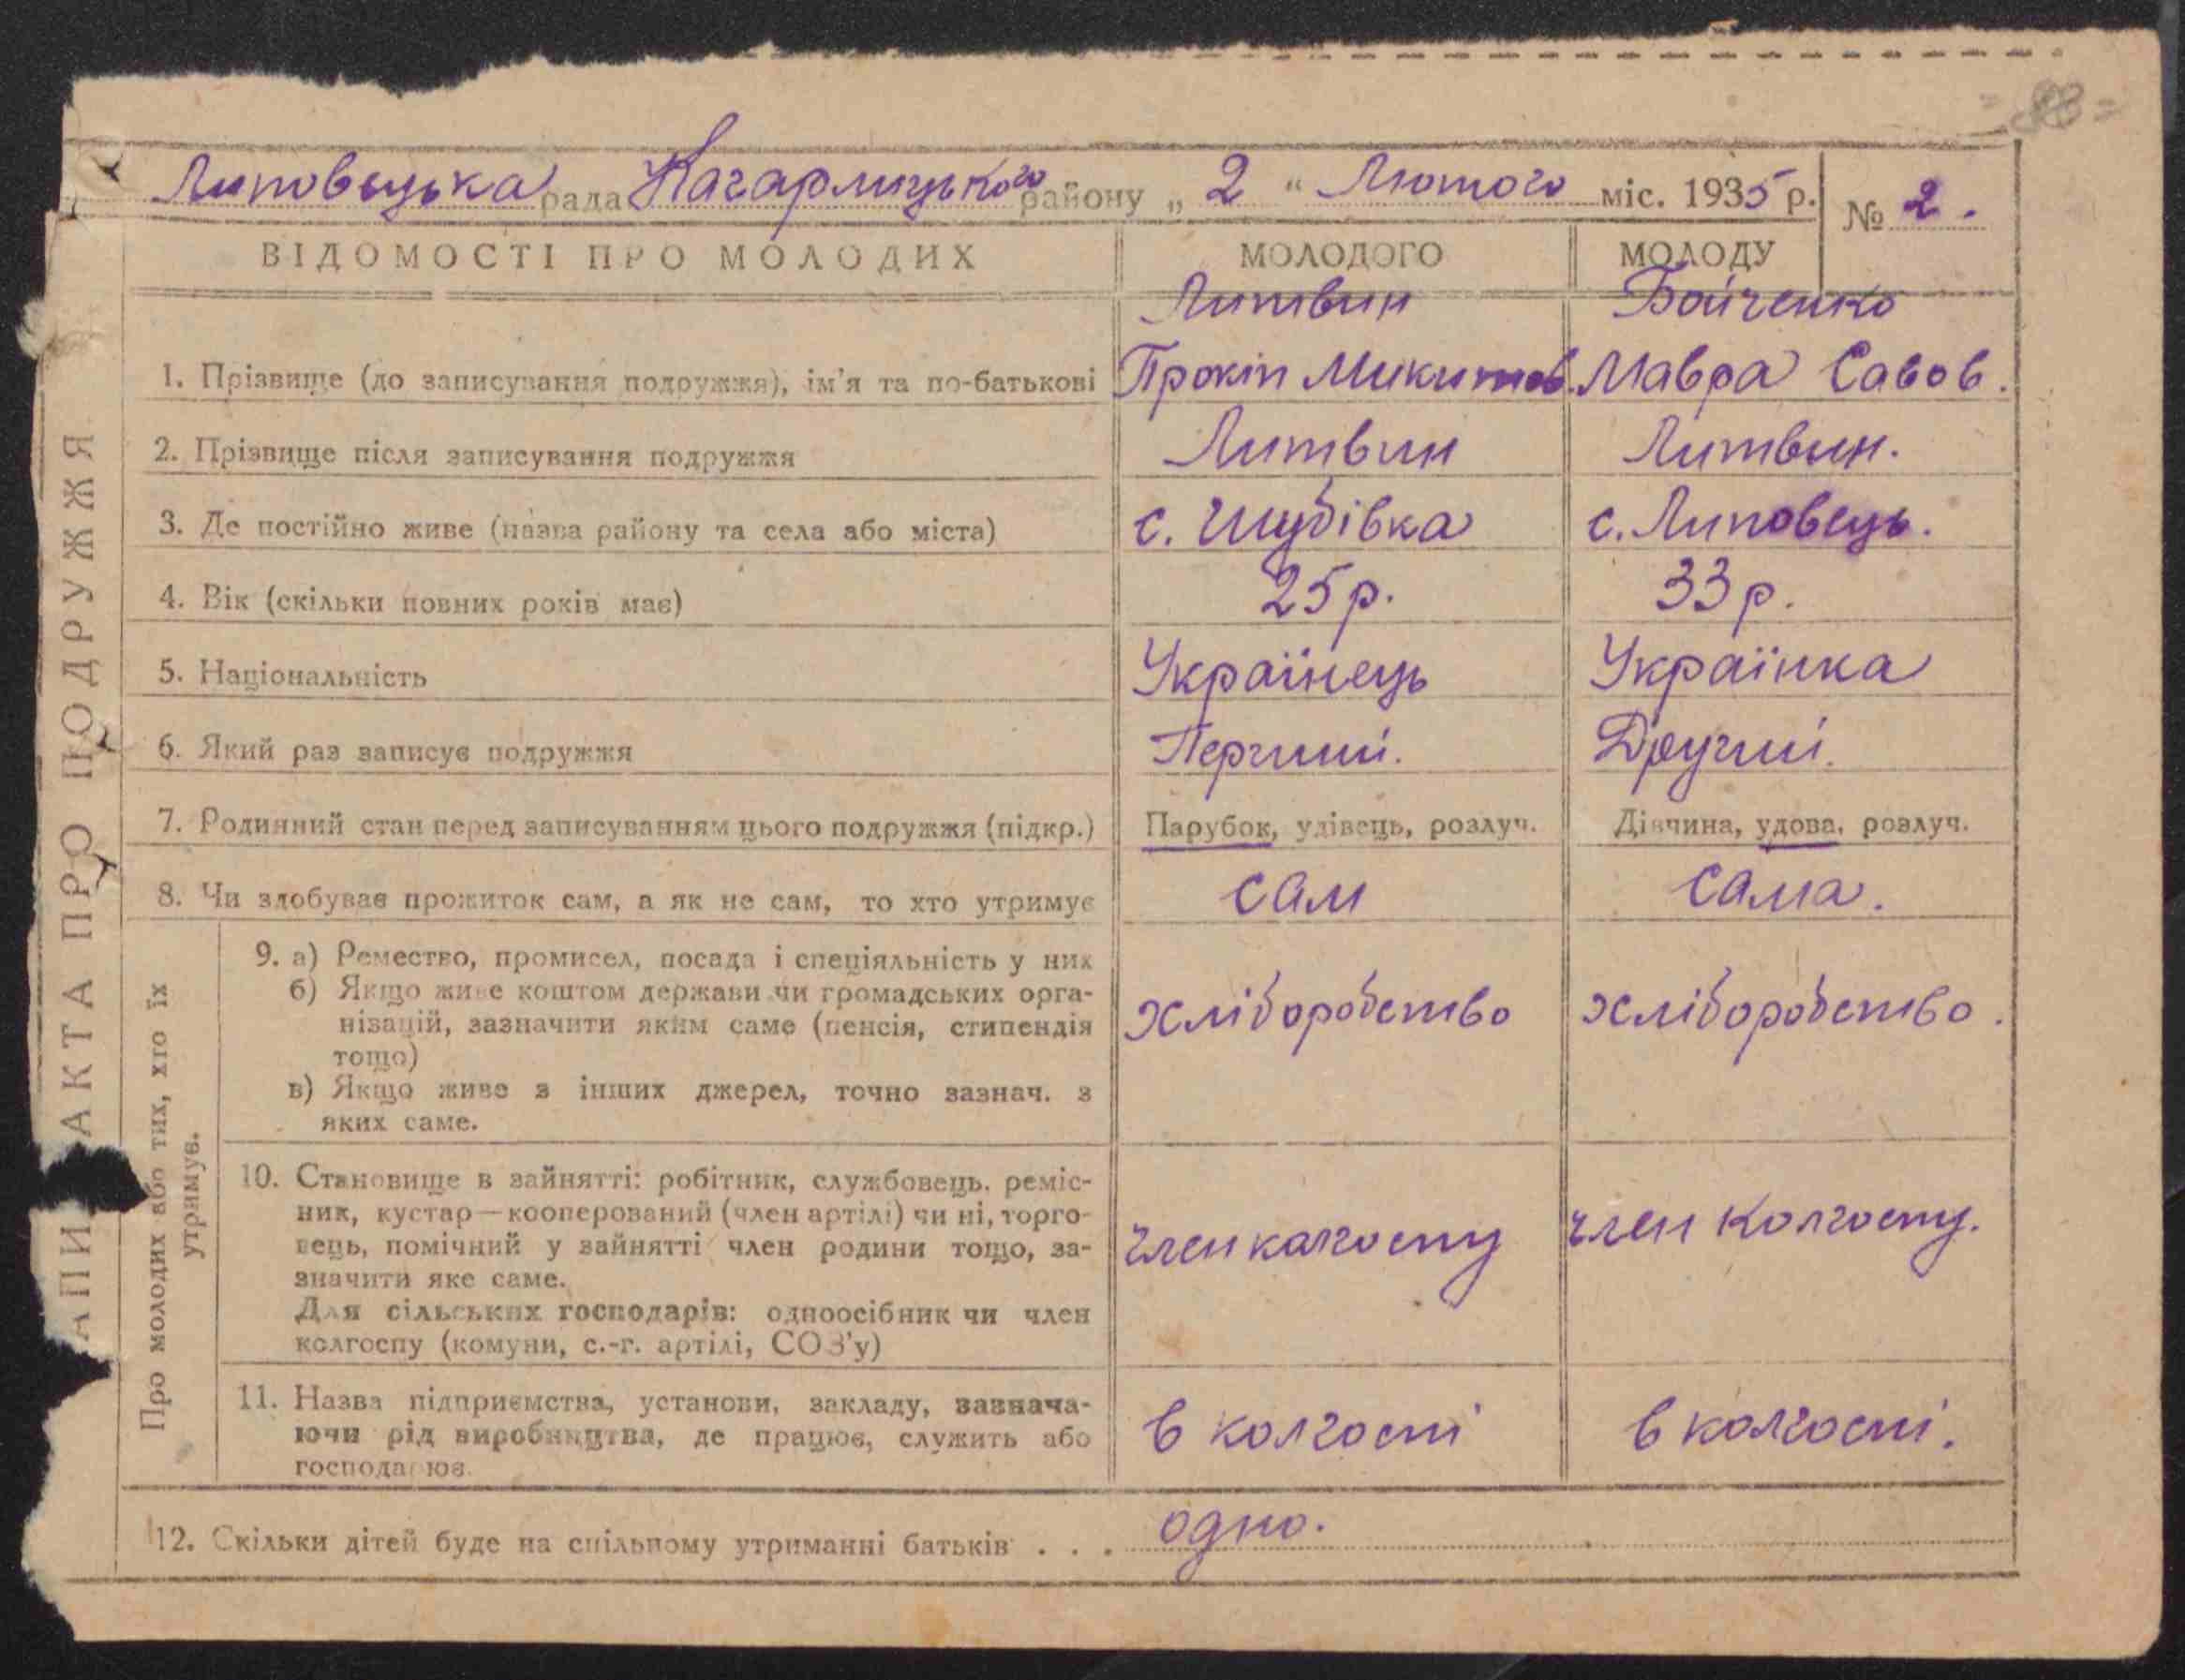 Липовецька рада Кагарлицького району „ 2 “ Лютого міс. 1935 р. № 2.
ВІДОМОСТІ ПРО МОЛОДИХ МОЛОДОГО МОЛОДУ
Литвин Бойченко
1. Прізвище (до записування подружжя), ім’я та по-батькові Прокіп Микитов. Мавра Савов.
2. Прізвище після записування подружжя Литвин Литвин.
3. Де постійно живе (назва району та села або міста) с. Шубівка с. Липовець.
4. Вік (скільки повних років має) 25 р. 33 р.
5. Національність Українець Українка
6. Який раз записує подружжя Перший. Другий.
7. Родинний стан перед записуванням цього подружжя (підкр.) Парубок, удівець, розлуч. Дівчина, удова, розлуч.
8. Чи здобуває прожиток сам, а як не сам, то хто утримує сам сама.
Про молодих або тих, хто їх
утримує.
9. а) Ремество, промисел, посада і спеціяльність у них
б) Якщо живе коштом держави чи громадських орга-
нізацій, зазначити яким саме (пенсія, стипендія
тощо)
в) Якщо живе з інших джерел, точно зазнач. з
яких саме.
хліборобство хліборобство.
10. Становище в зайнятті: робітник, службовець, реміс-
ник, кустар—кооперований (член артілі) чи ні, торго-
вець, помічний у зайнятті член родини тощо, за-
значити яке саме.
Для сільських господарів: одноосібник чи член
колгоспу (комуни, с.-г. артілі, СОЗ’у)
член калгоспу член колгоспу.
11. Назва підприємства, установи, закладу, зазнача-
ючи рід виробництва, де працює, служить або
господарює.
в колгоспі в колгоспі.
12. Скільки дітей буде на спільному утриманні батьків . . . одно.
АПИ АКТА ПРО ПОДРУЖЖЯ